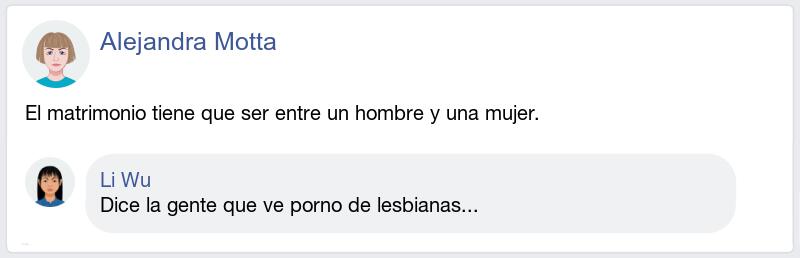 Alejandra Motta
El matrimonio tiene que ser entre un hombre y una mujer.
Li Wu
Dice la gente que ve porno de lesbianas...